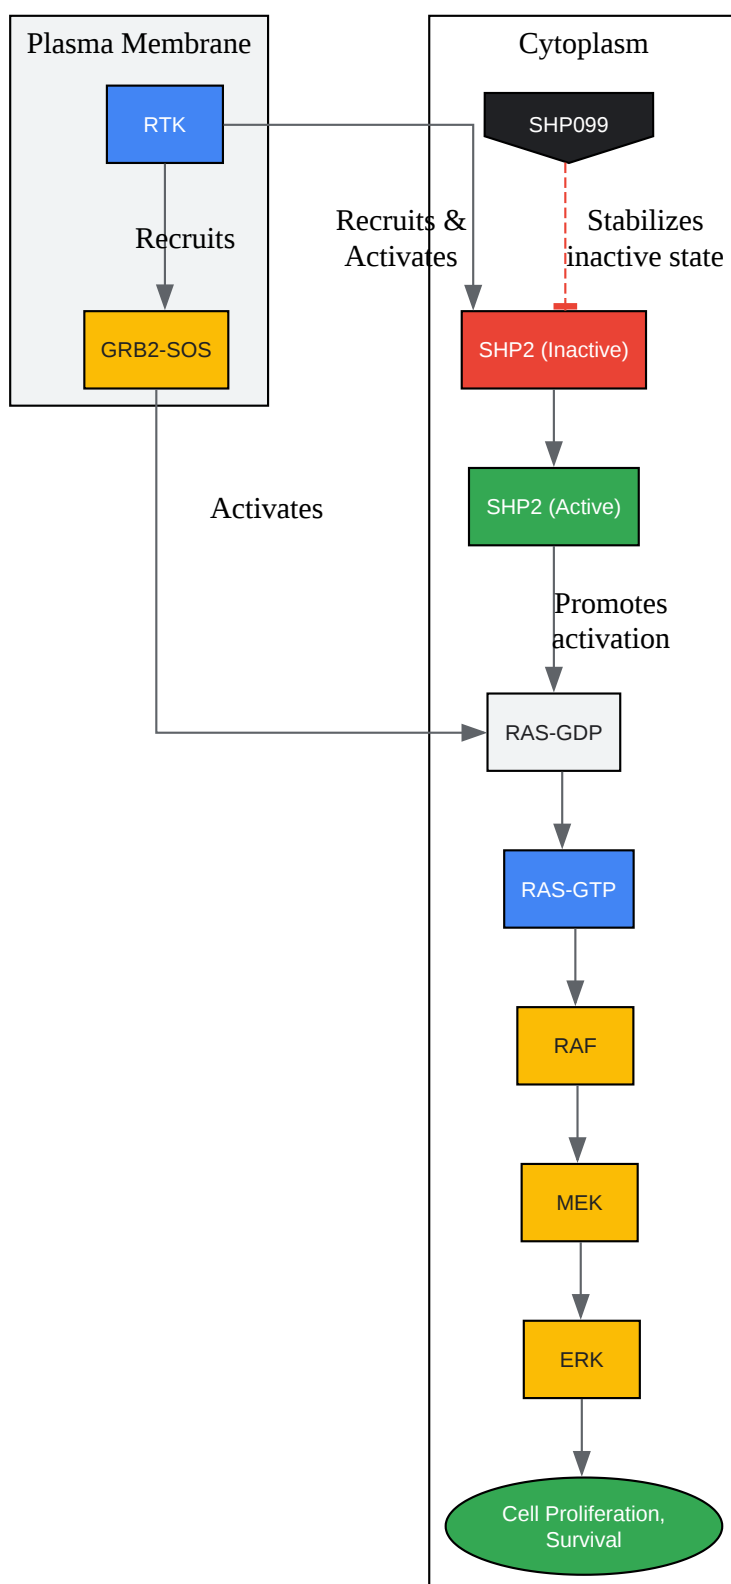 Plasma Membrane
Cytoplasm
RTK
SHP099
Recruits
Recruits &
Activates
Stabilizes
inactive state
GRB2-SOS
SHP2 (Inactive)
Activates
SHP2 (Active)
Promotes
activation
RAS-GDP
RAS-GTP
RAF
MEK
ERK
Cell Proliferation,
Survival